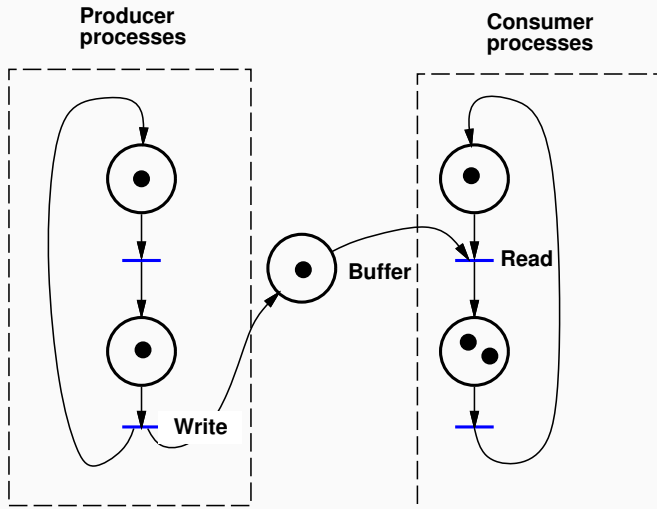 Producer
processes
Consumer
processes
Read
Buffer
Write